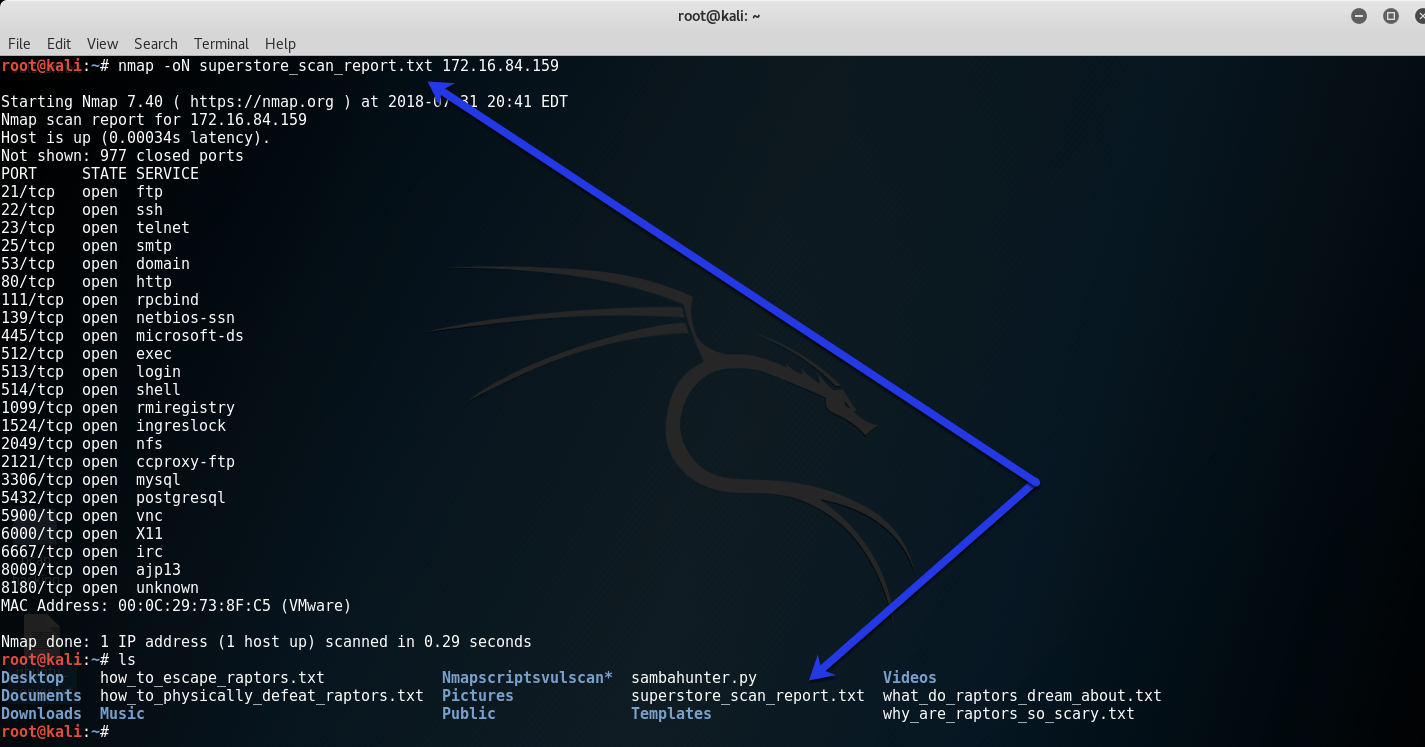 root@kali: ~
File Edit View Search Terminal Help
root@kali:~# nmap -oN superstore_scan_report.txt 172.16.84.159
Starting Nmap 7.40 ( https://nmap.org ) at 2018-07-31 20:41 EDT
Nmap scan report for 172.16.84.159
Host is up (0.00034s latency).
Not shown: 977 closed ports
PORT     STATE SERVICE
21/tcp   open  ftp
22/tcp   open  ssh
23/tcp   open  telnet
25/tcp   open  smtp
53/tcp   open  domain
80/tcp   open  http
111/tcp  open  rpcbind
139/tcp  open  netbios-ssn
445/tcp  open  microsoft-ds
512/tcp  open  exec
513/tcp  open  login
514/tcp  open  shell
1099/tcp open  rmiregistry
1524/tcp open  ingreslock
2049/tcp open  nfs
2121/tcp open  ccproxy-ftp
3306/tcp open  mysql
5432/tcp open  postgresql
5900/tcp open  vnc
6000/tcp open  X11
6667/tcp open  irc
8009/tcp open  ajp13
8180/tcp open  unknown
MAC Address: 00:0C:29:73:8F:C5 (VMware)
Nmap done: 1 IP address (1 host up) scanned in 0.29 seconds
root@kali:~# ls
Desktop    how_to_escape_raptors.txt             Nmapscriptsvulscan*  sambahunter.py              Videos
Documents  how_to_physically_defeat_raptors.txt  Pictures             superstore_scan_report.txt  what_do_raptors_dream_about.txt
Downloads  Music                                 Public               Templates                   why_are_raptors_so_scary.txt
root@kali:~#